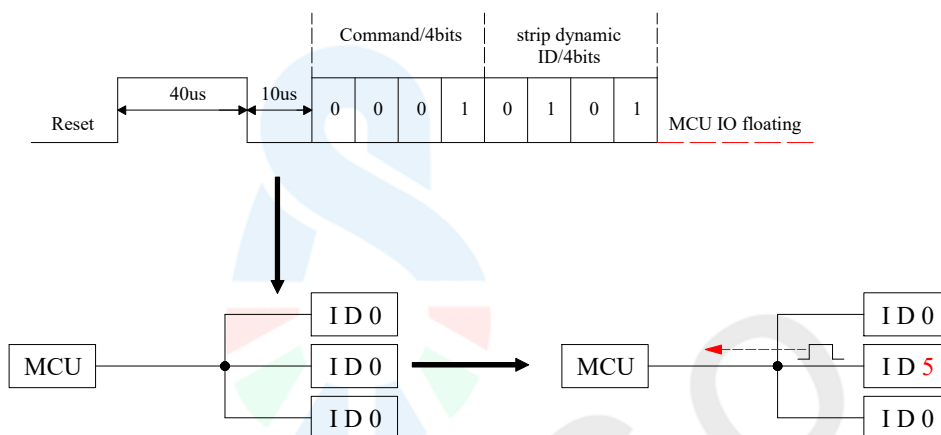 Command/4bits
strip dynamic
ID/4bits
40us
10us
0 0 0 1 0 1 0 1
Reset
MCU IO floating
I D 0
I D 0
MCU
I D 0
MCU
I D 5
I D 0
I D 0